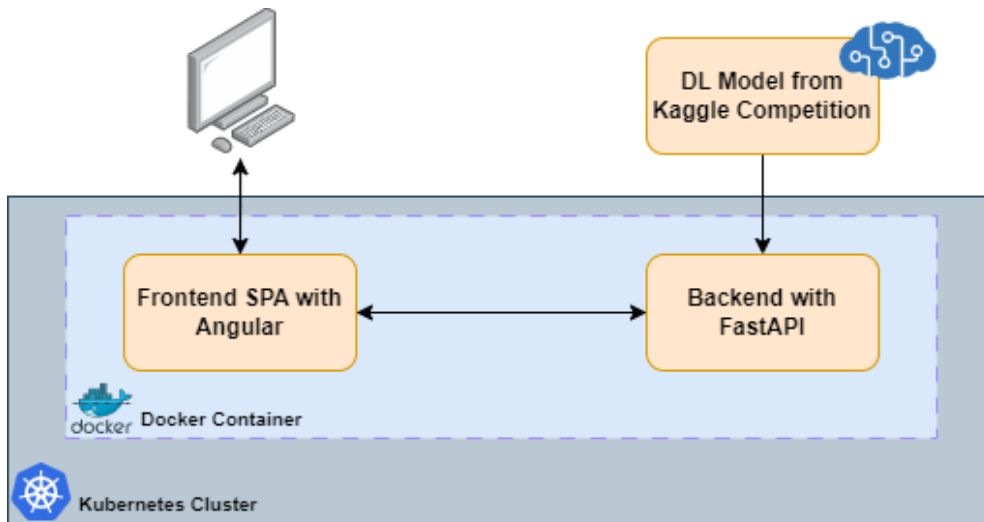 DL Model from
Kaggle Competition
Frontend SPA with
Angular
Backend with
FastAPI
docker
Docker Container
Kubernetes Cluster